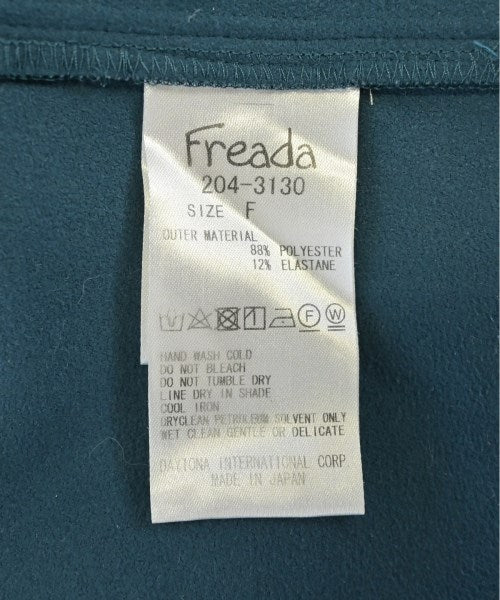 Freada
204-3130
SIZE F
OUTER MATERIAL
88% POLYESTER
12% ELASTANE
F W
HAND WASH COLD
DO NOT BLEACH
DO NOT TUMBLE DRY
LINE DRY IN SHADE
COOL IRON
DRYCLEAN PETROLEUM SOLVENT ONLY
WET CLEAN GENTLE OR DELICATE
DAYTONA INTERNATIONAL CORP.
MADE IN JAPAN